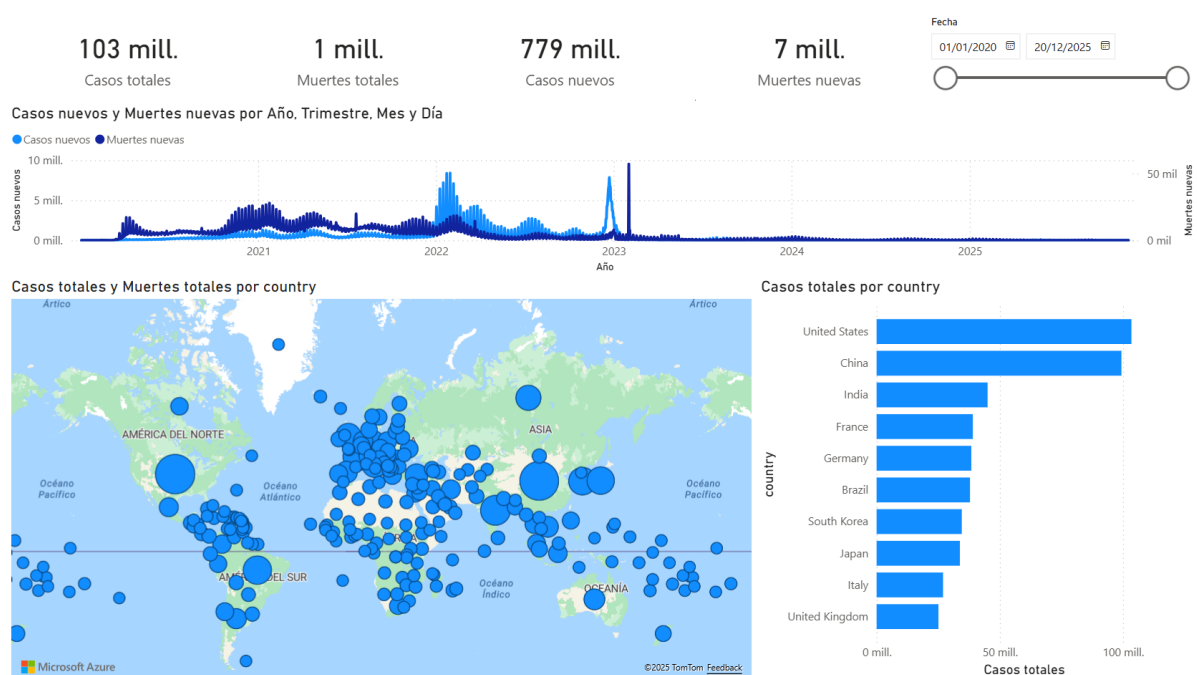 103 mill.
Casos totales
1 mill.
Muertes totales
779 mill.
Casos nuevos
7 mill.
Muertes nuevas
Fecha
01/01/2020
20/12/2025
Casos nuevos y Muertes nuevas por Año, Trimestre, Mes y Día
Casos nuevos
Muertes nuevas
Casos nuevos
10 mill.
5 mill.
0 mill.
50 mil
0 mil
Muertes nuevas
2021
2022
2023
2024
2025
Año
Casos totales y Muertes totales por country
Ártico
Ártico
AMÉRICA DEL NORTE
ASIA
Océano
Pacífico
Océano
Atlántico
Océano
Pacífico
DEL SUR
Océano
Índico
OCEANÍA
Microsoft Azure
©2025 TomTom Feedback
Casos totales por country
country
United States
China
India
France
Germany
Brazil
South Korea
Japan
Italy
United Kingdom
0 mill.
50 mill.
100 mill.
Casos totales